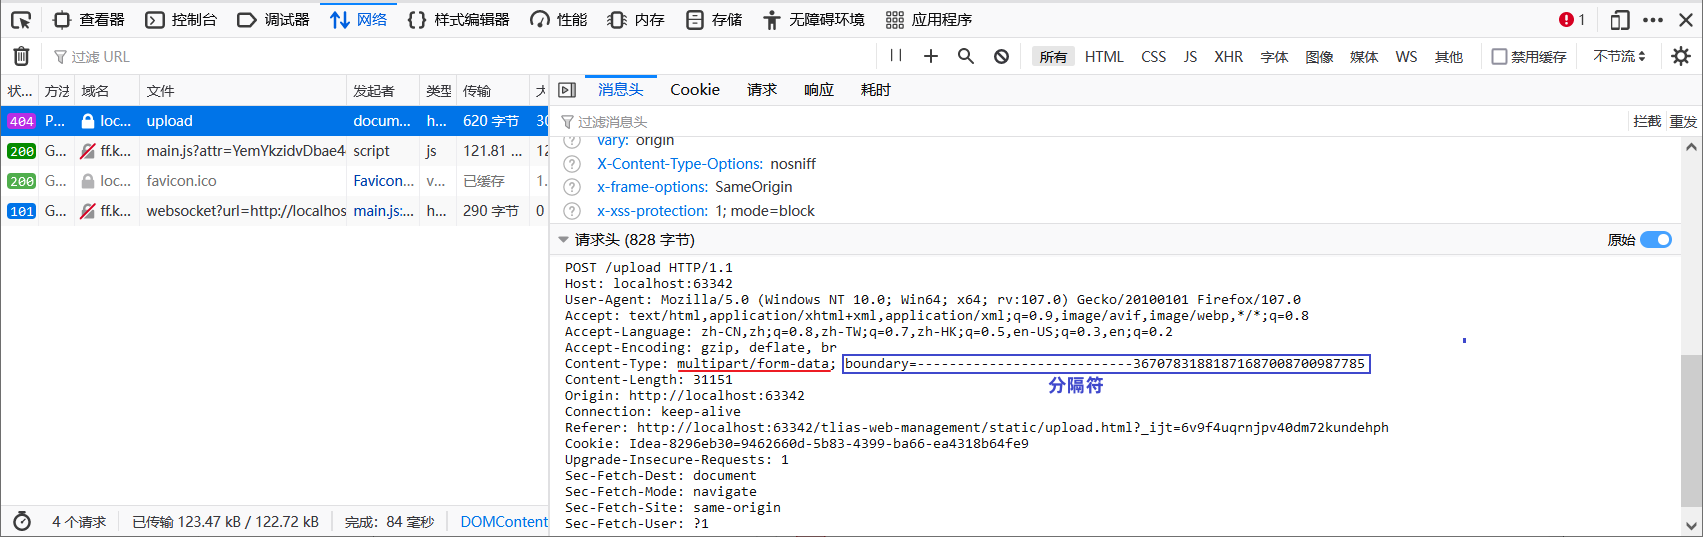 查看器 控制台 调试器 网络 样式编辑器 性能 内存 存储 无障碍环境 应用程序 1
过滤 URL 所有 HTML CSS JS XHR 字体 图像 媒体 WS 其他 禁用缓存 不节流
状... 方法 域名 文件 发起者 类型 传输 大
404 P... loc... upload docum... h... 620 字节 30
200 G... ff.k... main.js?attr=YemYkzidvDbae4 script js 121.81 ... 12
200 G... loc... favicon.ico Favicon... v... 已缓存 1.
101 G... ff.k... websocket?url=http://localhos main.js:... h... 290 字节 0
4 个请求 已传输 123.47 kB / 122.72 kB 完成：84 毫秒 DOMContent
消息头 Cookie 请求 响应 耗时
过滤消息头 拦截 重发
vary: origin
X-Content-Type-Options: nosniff
x-frame-options: SameOrigin
x-xss-protection: 1; mode=block
请求头 (828 字节) 原始
POST /upload HTTP/1.1
Host: localhost:63342
User-Agent: Mozilla/5.0 (Windows NT 10.0; Win64; x64; rv:107.0) Gecko/20100101 Firefox/107.0
Accept: text/html,application/xhtml+xml,application/xml;q=0.9,image/avif,image/webp,*/*;q=0.8
Accept-Language: zh-CN,zh;q=0.8,zh-TW;q=0.7,zh-HK;q=0.5,en-US;q=0.3,en;q=0.2
Accept-Encoding: gzip, deflate, br
Content-Type: multipart/form-data; boundary=---------------------------367078318818716870087009877​85
分隔符
Content-Length: 31151
Origin: http://localhost:63342
Connection: keep-alive
Referer: http://localhost:63342/tlias-web-management/static/upload.html?_ijt=6v9f4uqrnjpv40dm72kundehph
Cookie: Idea-8296eb30=9462660d-5b83-4399-ba66-ea4318b64fe9
Upgrade-Insecure-Requests: 1
Sec-Fetch-Dest: document
Sec-Fetch-Mode: navigate
Sec-Fetch-Site: same-origin
Sec-Fetch-User: ?1